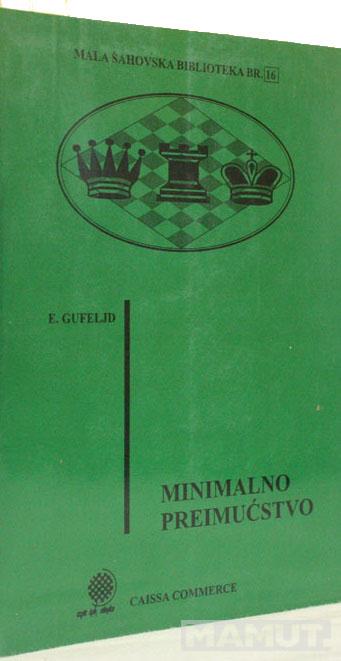 MALA ŠAHOVSKA BIBLIOTEKA BR. 16
E. GUFELJD
MINIMALNO
PREIMUĆSTVO
CAISSA COMMERCE
MAMUT.